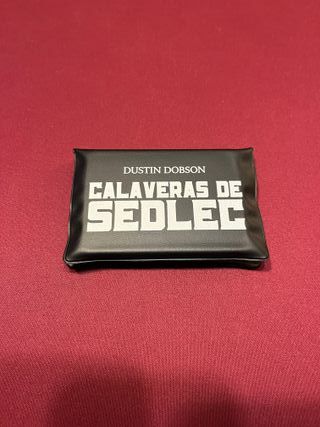 DUSTIN DOBSON
CALAVERAS DE
SEDLEC